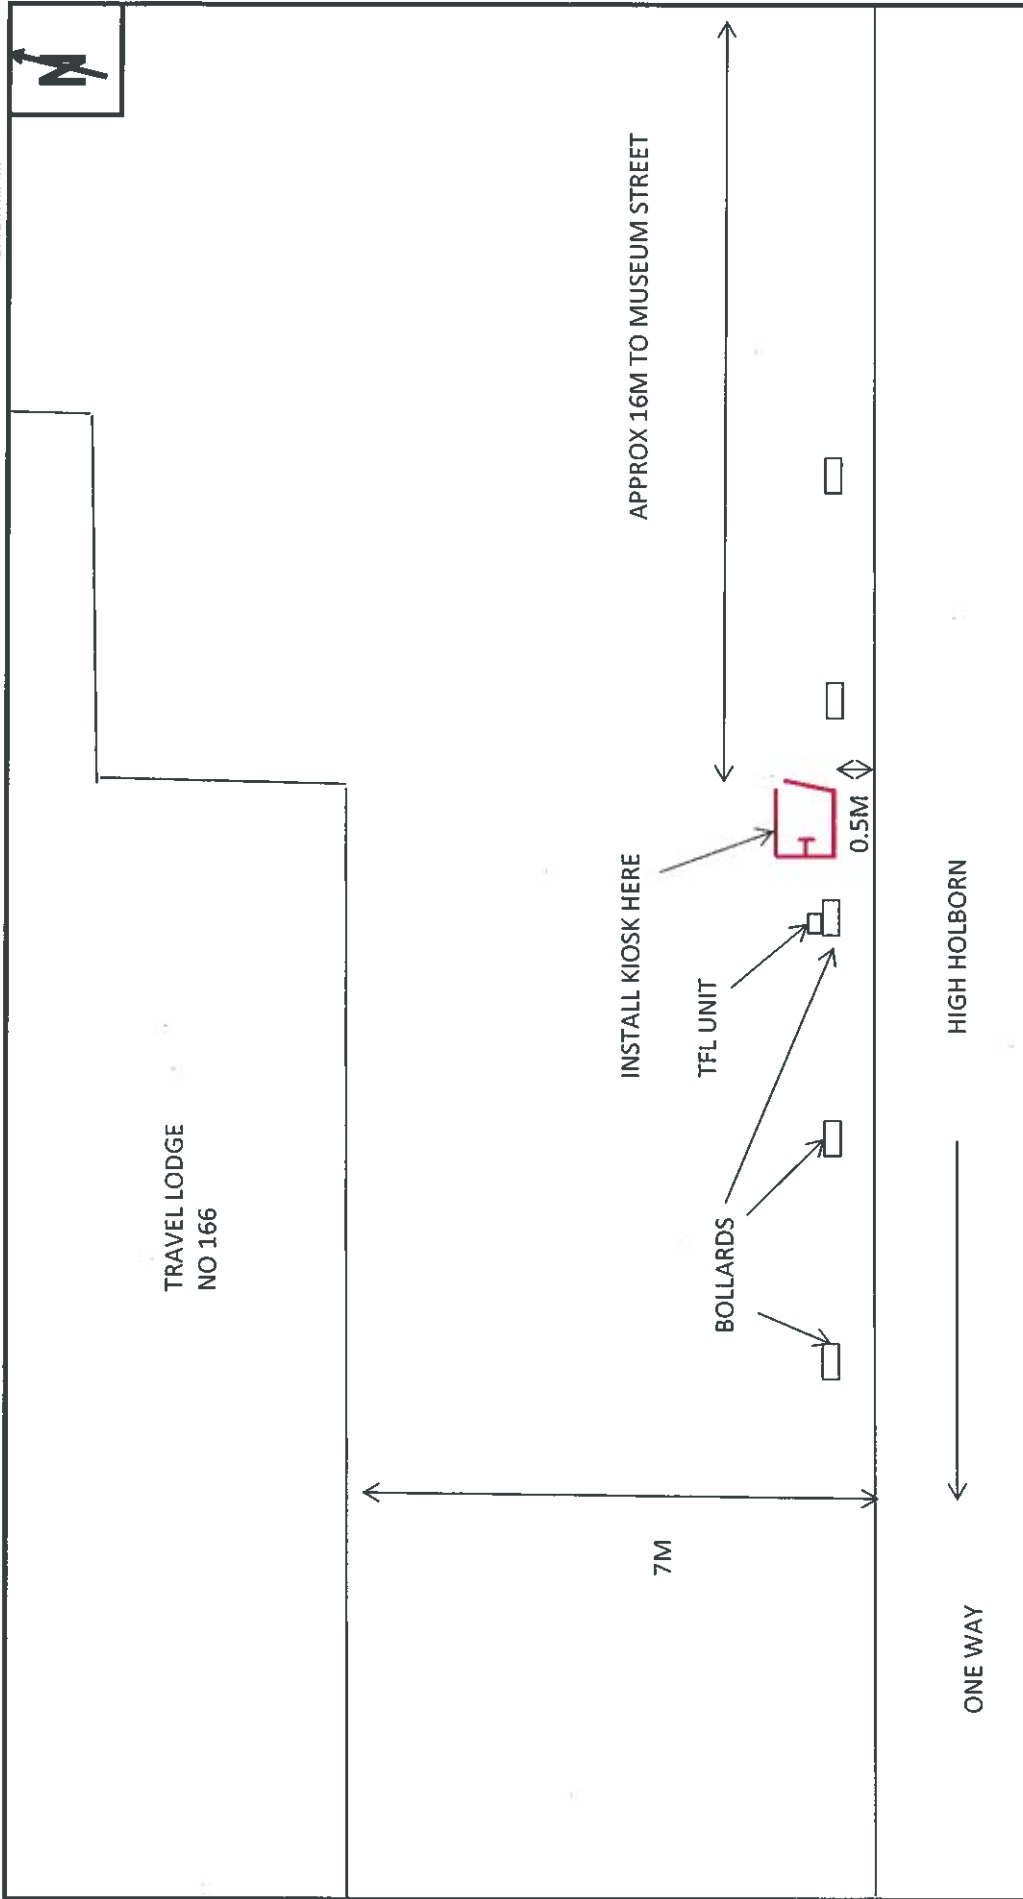 N
TRAVEL LODGE
NO 166
INSTALL KIOSK HERE
APPROX 16M TO MUSEUM STREET
7M
TFL UNIT
BOLLARDS
0.5M
HIGH HOLBORN
ONE WAY